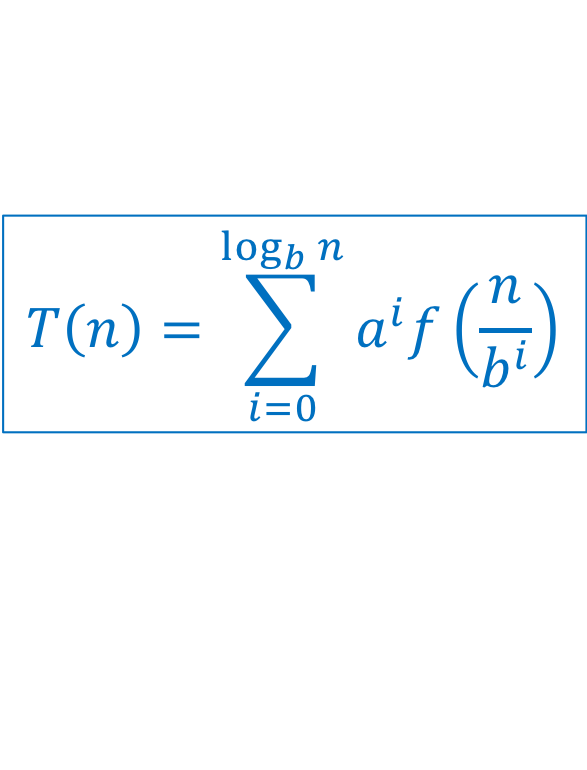 T(n) = \sum_{i=0}^{\log_b n} a^i f\left(\frac{n}{b^i}\right)